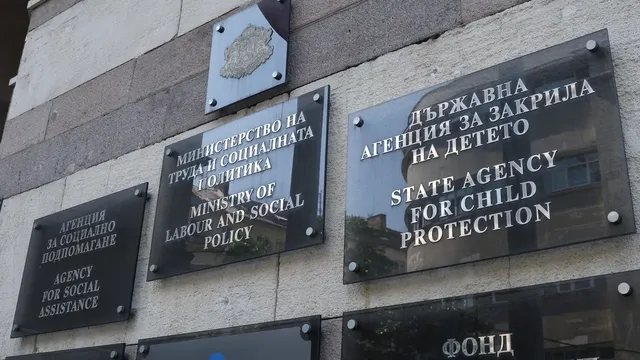 АГЕНЦИЯ
ЗА СОЦИАЛНО
ПОДПОМАГАНЕ
AGENCY
FOR SOCIAL
ASSISTANCE
МИНИСТЕРСТВО НА
ТРУДА И СОЦИАЛНАТА
ПОЛИТИКА
MINISTRY OF
LABOUR AND SOCIAL
POLICY
ДЪРЖАВНА
АГЕНЦИЯ ЗА ЗАКРИЛА
НА ДЕТЕТО
STATE AGENCY
FOR CHILD
PROTECTION
ФОНД